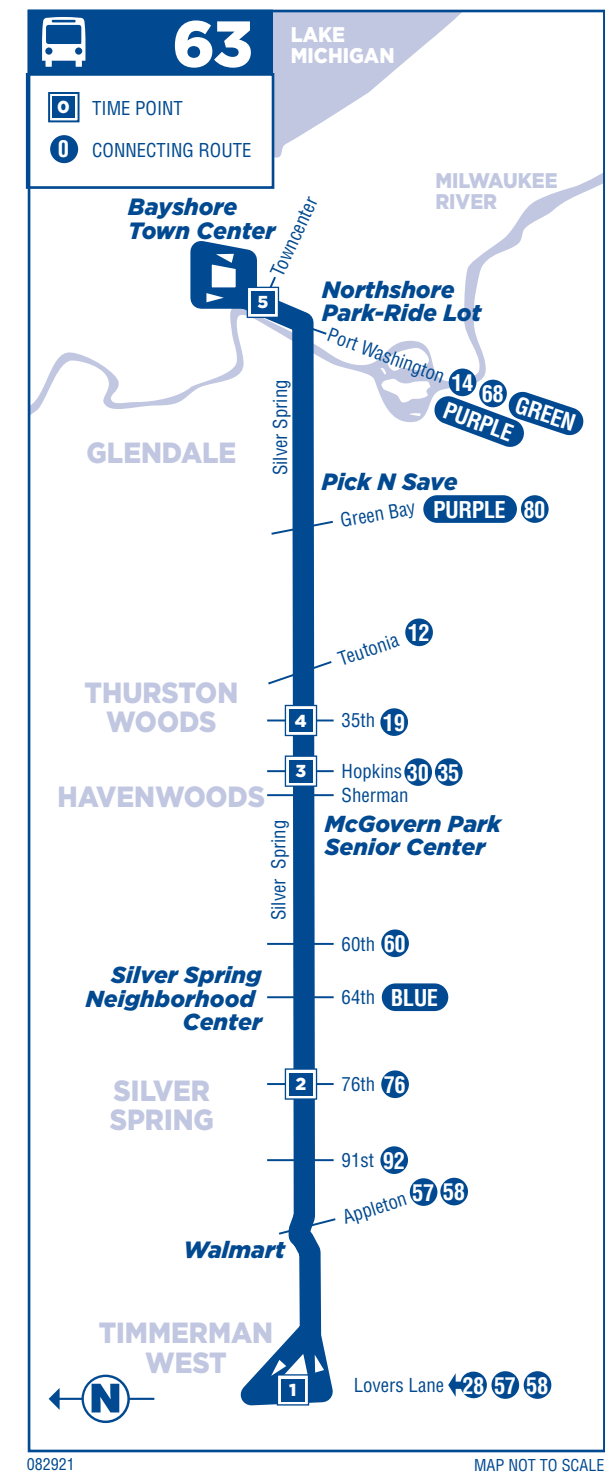 63
LAKE
MICHIGAN
0 TIME POINT
0 CONNECTING ROUTE
MILWAUKEE
RIVER
Bayshore
Town Center
Towncenter
5
Northshore
Park-Ride Lot
Port Washington 14 68 GREEN
PURPLE
Silver Spring
GLENDALE
Pick N Save
Green Bay PURPLE 80
Teutonia 12
THURSTON
WOODS
4 35th 19
3 Hopkins 30 35
HAVENWOODS
Sherman
McGovern Park
Senior Center
Silver Spring
60th 60
Silver Spring
Neighborhood
Center
64th BLUE
2 76th 76
SILVER
SPRING
91st 92
Appleton 57 58
Walmart
TIMMERMAN
WEST
1 Lovers Lane 28 57 58
N
082921
MAP NOT TO SCALE